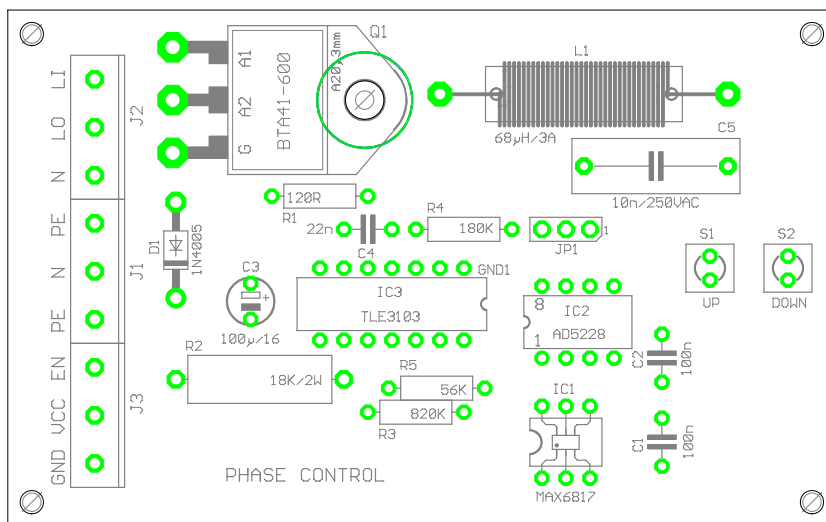 Q1
A1
A2
G
BTA41-600
A20,3mm
L1
68µH/3A
C5
10n/250VAC
LI
LO
N
J2
120R
R1
22n
C4
R4
180K
JP1
1
S1
UP
S2
DOWN
PE
N
PE
J1
D1
1N4005
C3
+
100µ/16
GND1
IC3
TLE3103
8
1
IC2
AD5228
R2
18K/2W
R5
56K
820K
R3
IC1
MAX6817
C2
100n
C1
100n
EN
VCC
GND
J3
PHASE CONTROL